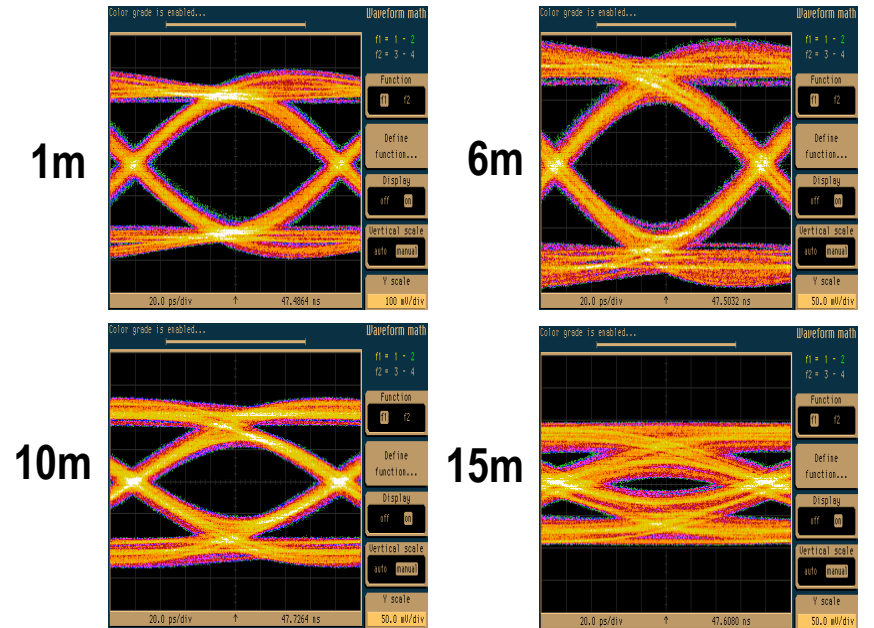 1m
Color grade is enabled...
Waveform math
f1 = 1 - 2
f2 = 3 - 4
Function
f1 f2
Define
function...
Display
off on
Vertical scale
auto manual
Y scale
20.0 ps/div ↑ 47.4864 ns 100 mV/div
6m
Color grade is enabled...
Waveform math
f1 = 1 - 2
f2 = 3 - 4
Function
f1 f2
Define
function...
Display
off on
Vertical scale
auto manual
Y scale
20.0 ps/div ↑ 47.5032 ns 50.0 mV/div
10m
Color grade is enabled...
Waveform math
f1 = 1 - 2
f2 = 3 - 4
Function
f1 f2
Define
function...
Display
off on
Vertical scale
auto manual
Y scale
20.0 ps/div ↑ 47.7264 ns 50.0 mV/div
15m
Color grade is enabled...
Waveform math
f1 = 1 - 2
f2 = 3 - 4
Function
f1 f2
Define
function...
Display
off on
Vertical scale
auto manual
Y scale
20.0 ps/div ↑ 47.6080 ns 50.0 mV/div